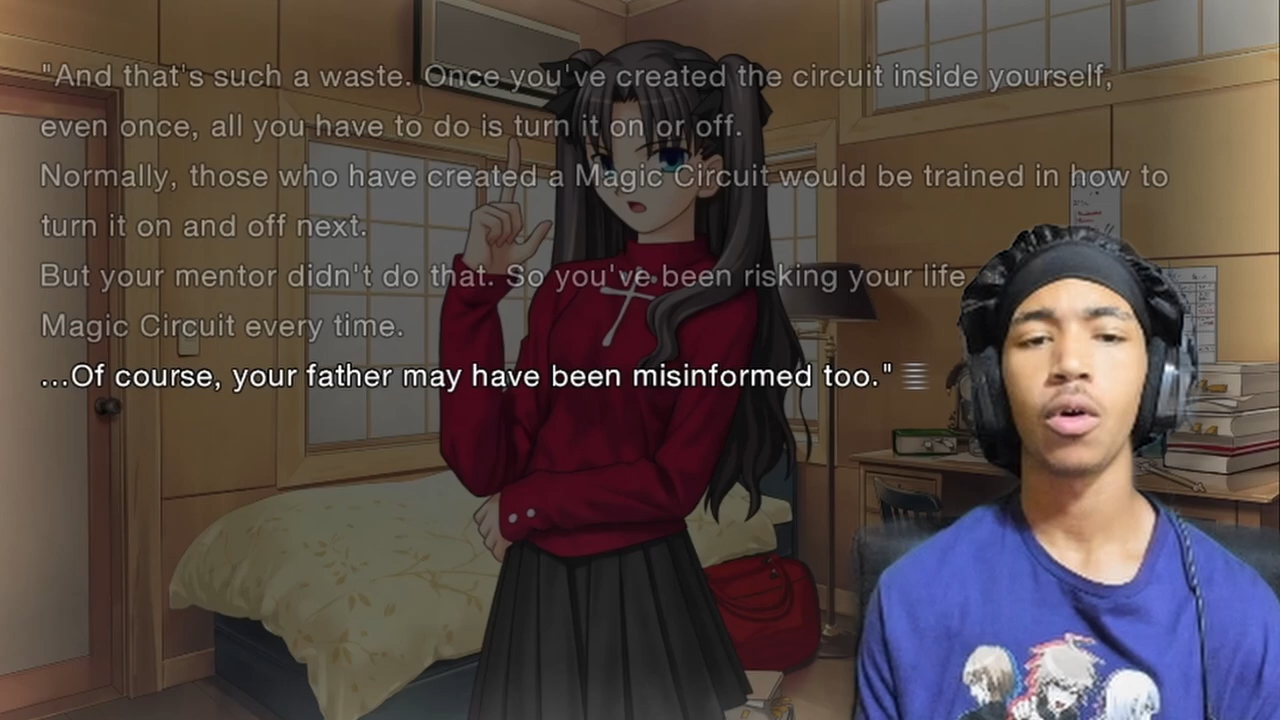 "And that's such a waste. Once you've created the circuit inside yourself,
even once, all you have to do is turn it on or off.
Normally, those who have created a Magic Circuit would be trained in how to
turn it on and off next.
But your mentor didn't do that. So you've been risking your life
Magic Circuit every time.
...Of course, your father may have been misinformed too."